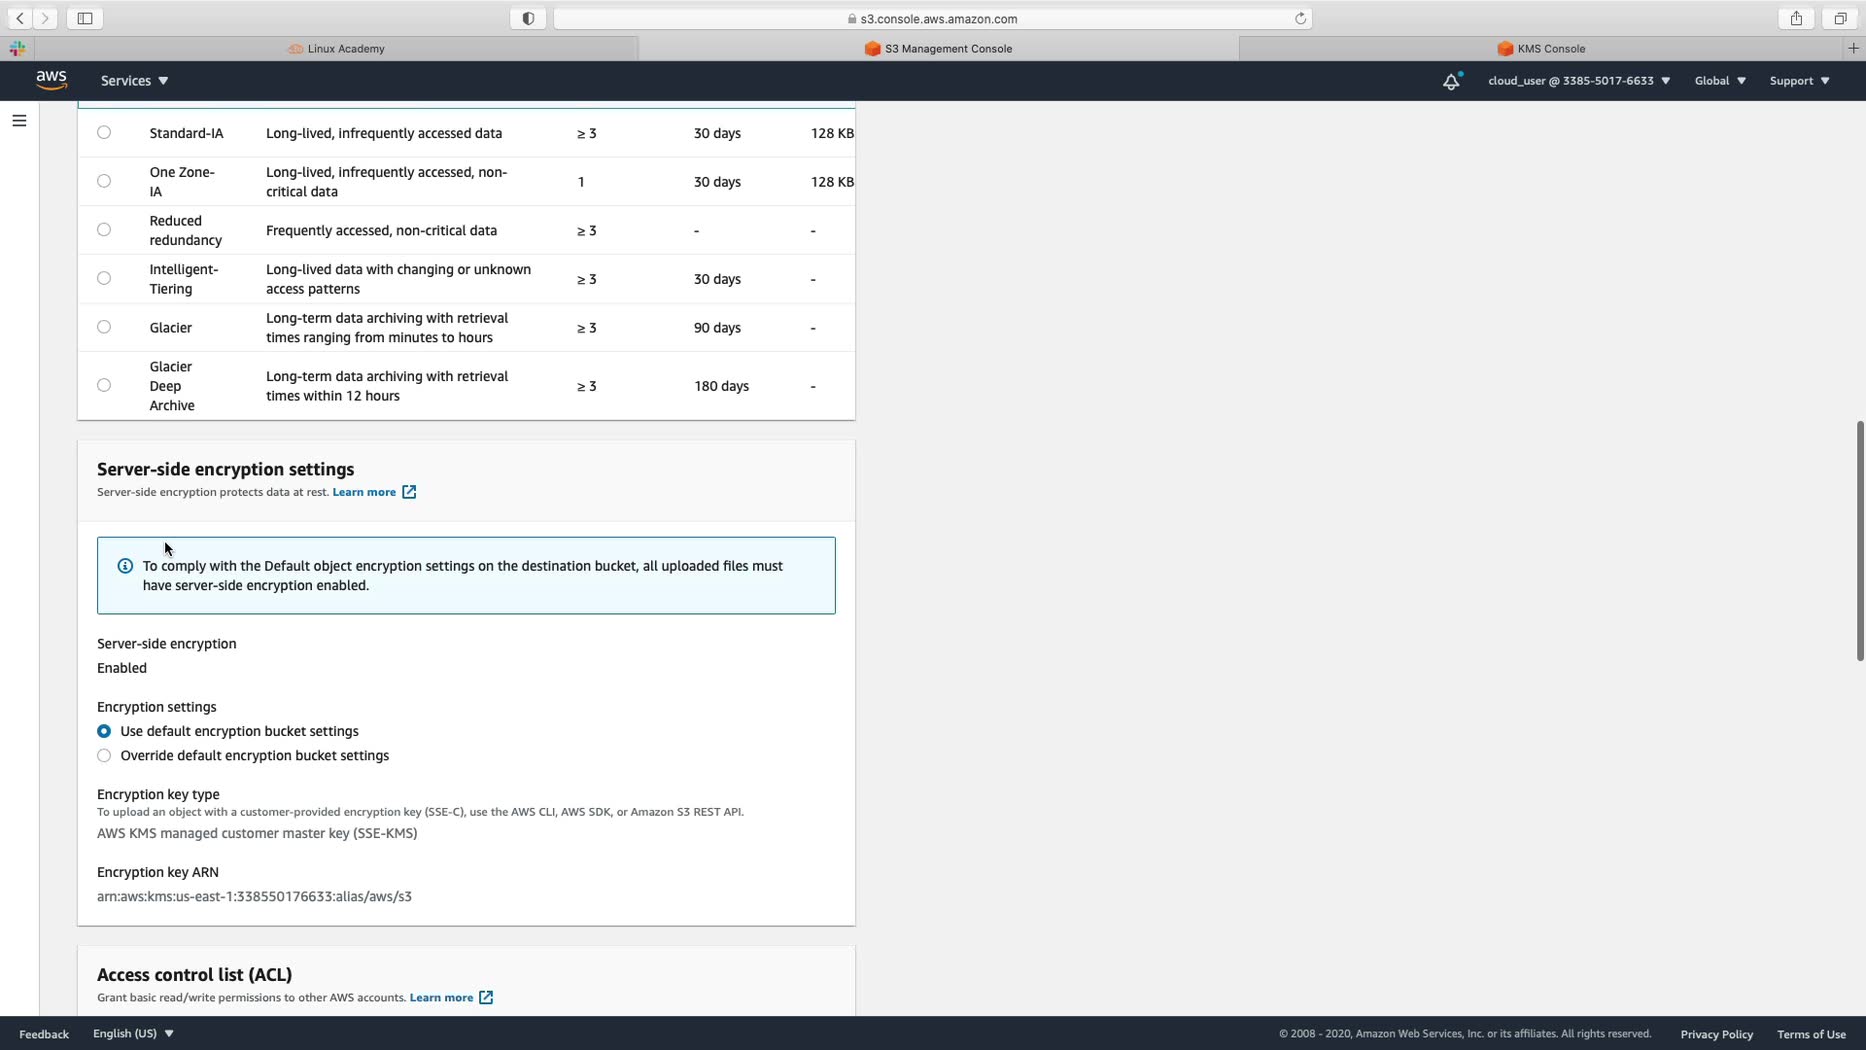 s3.console.aws.amazon.com
Linux Academy
S3 Management Console
KMS Console
aws
Services
cloud_user @ 3385-5017-6633
Global
Support
Standard-IA Long-lived, infrequently accessed data ≥ 3 30 days 128 KB
One Zone-
IA
Long-lived, infrequently accessed, non-
critical data
1 30 days 128 KB
Reduced
redundancy
Frequently accessed, non-critical data ≥ 3 - -
Intelligent-
Tiering
Long-lived data with changing or unknown
access patterns
≥ 3 30 days -
Glacier
Long-term data archiving with retrieval
times ranging from minutes to hours
≥ 3 90 days -
Glacier
Deep
Archive
Long-term data archiving with retrieval
times within 12 hours
≥ 3 180 days -
Server-side encryption settings
Server-side encryption protects data at rest. Learn more
To comply with the Default object encryption settings on the destination bucket, all uploaded files must
have server-side encryption enabled.
Server-side encryption
Enabled
Encryption settings
Use default encryption bucket settings
Override default encryption bucket settings
Encryption key type
To upload an object with a customer-provided encryption key (SSE-C), use the AWS CLI, AWS SDK, or Amazon S3 REST API.
AWS KMS managed customer master key (SSE-KMS)
Encryption key ARN
arn:aws:kms:us-east-1:338550176633:alias/aws/s3
Access control list (ACL)
Grant basic read/write permissions to other AWS accounts. Learn more
Feedback
English (US)
© 2008 - 2020, Amazon Web Services, Inc. or its affiliates. All rights reserved.
Privacy Policy
Terms of Use